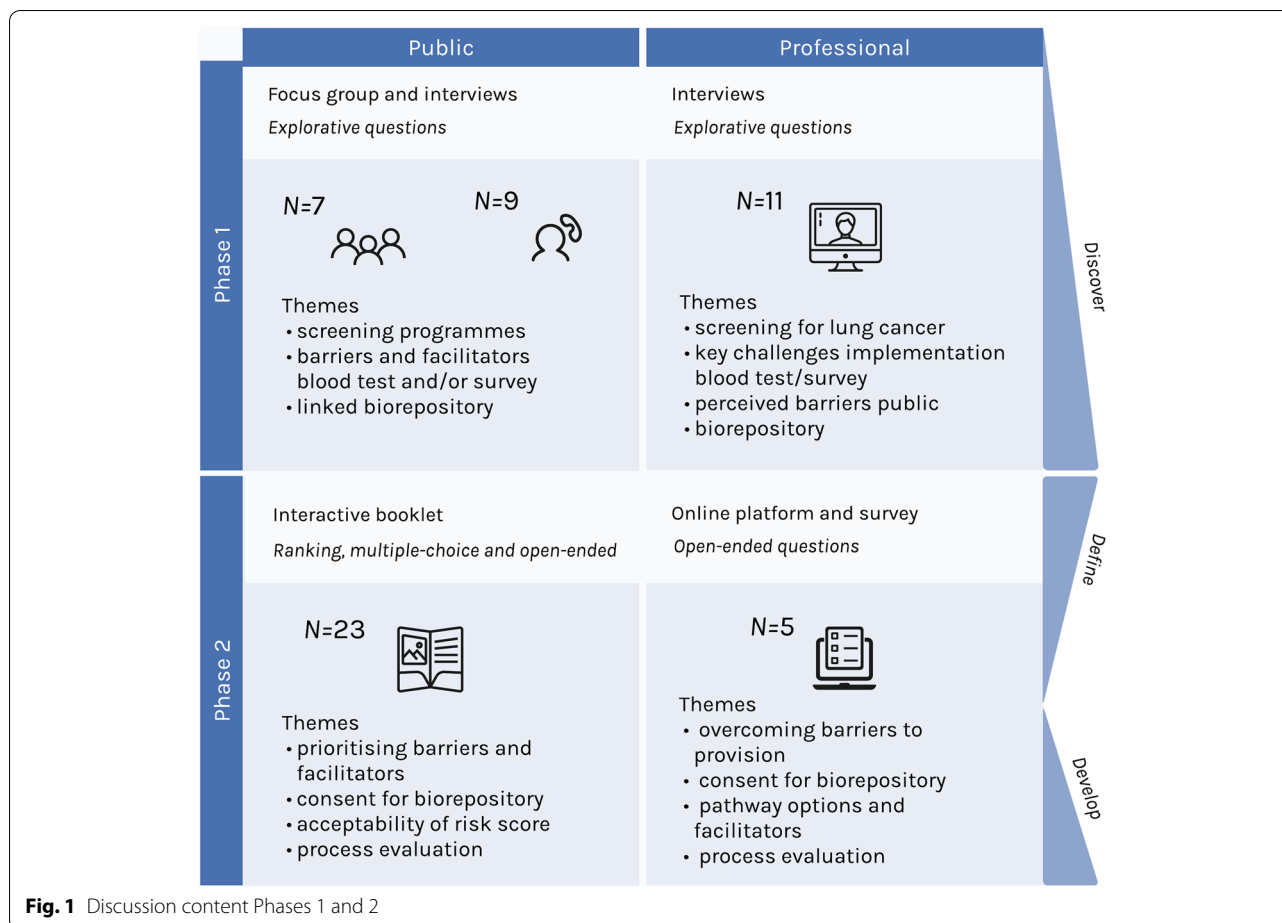 Public
Professional
Phase 1
Focus group and interviews
Explorative questions
N=7
N=9
Themes
• screening programmes
• barriers and facilitators
blood test and/or survey
• linked biorepository
Interviews
Explorative questions
N=11
Themes
• screening for lung cancer
• key challenges implementation
blood test/survey
• perceived barriers public
• biorepository
Discover
Phase 2
Interactive booklet
Ranking, multiple-choice and open-ended
N=23
Themes
• prioritising barriers and
facilitators
• consent for biorepository
• acceptability of risk score
• process evaluation
Online platform and survey
Open-ended questions
N=5
Themes
• overcoming barriers to
provision
• consent for biorepository
• pathway options and
facilitators
• process evaluation
Define
Develop
Fig. 1 Discussion content Phases 1 and 2